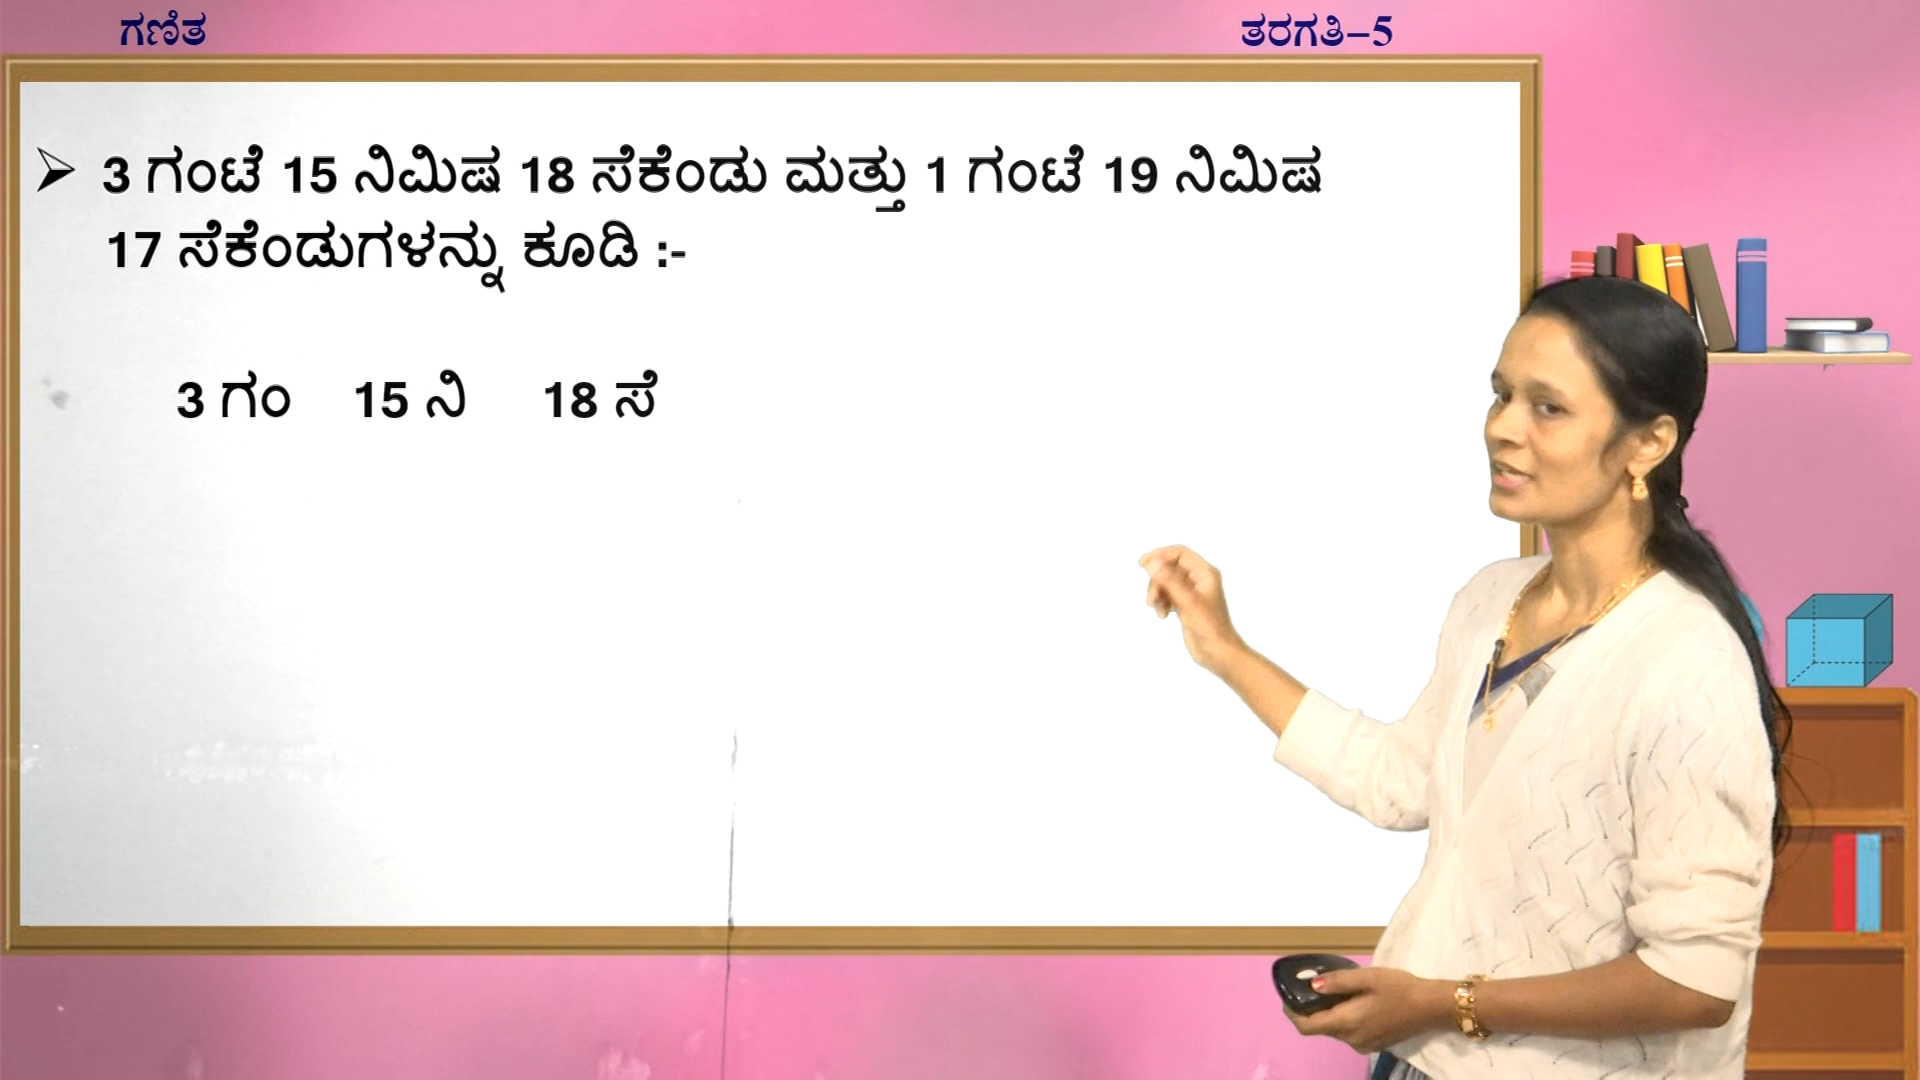 ಗಣಿತ
ತರಗತಿ–5
➢ 3 ಗಂಟೆ 15 ನಿಮಿಷ 18 ಸೆಕೆಂಡು ಮತ್ತು 1 ಗಂಟೆ 19 ನಿಮಿಷ
17 ಸೆಕೆಂಡುಗಳನ್ನು ಕೂಡಿ :-
3 ಗಂ 15 ನಿ 18 ಸೆ